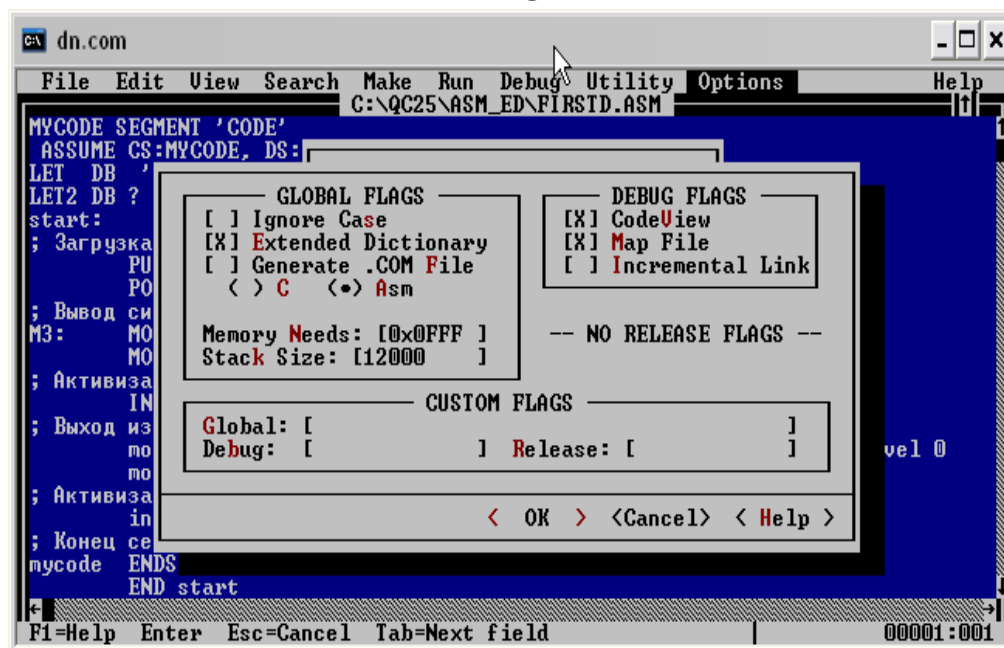 dn.com
File Edit View Search Make Run Debug Utility Options Help
C:\QC25\ASM_ED\FIRSTD.ASM
MYCODE SEGMENT 'CODE'
ASSUME CS:MYCODE, DS:
LET DB '
LET2 DB ?
start:
; Загрузка
PU
PO
; Вывод си
M3: MO
MO
; Активиза
IN
; Выход из
mo vel 0
mo
; Активиза
in
; Конец се
mycode ENDS
END start
GLOBAL FLAGS
[ ] Ignore Case
[X] Extended Dictionary
[ ] Generate .COM File
( ) C (•) Asm
Memory Needs: [0x0FFF ]
Stack Size: [12000 ]
DEBUG FLAGS
[X] CodeView
[X] Map File
[ ] Incremental Link
-- NO RELEASE FLAGS --
CUSTOM FLAGS
Global: [ ]
Debug: [ ] Release: [ ]
< OK > <Cancel> < Help >
F1=Help Enter Esc=Cancel Tab=Next field 00001:001